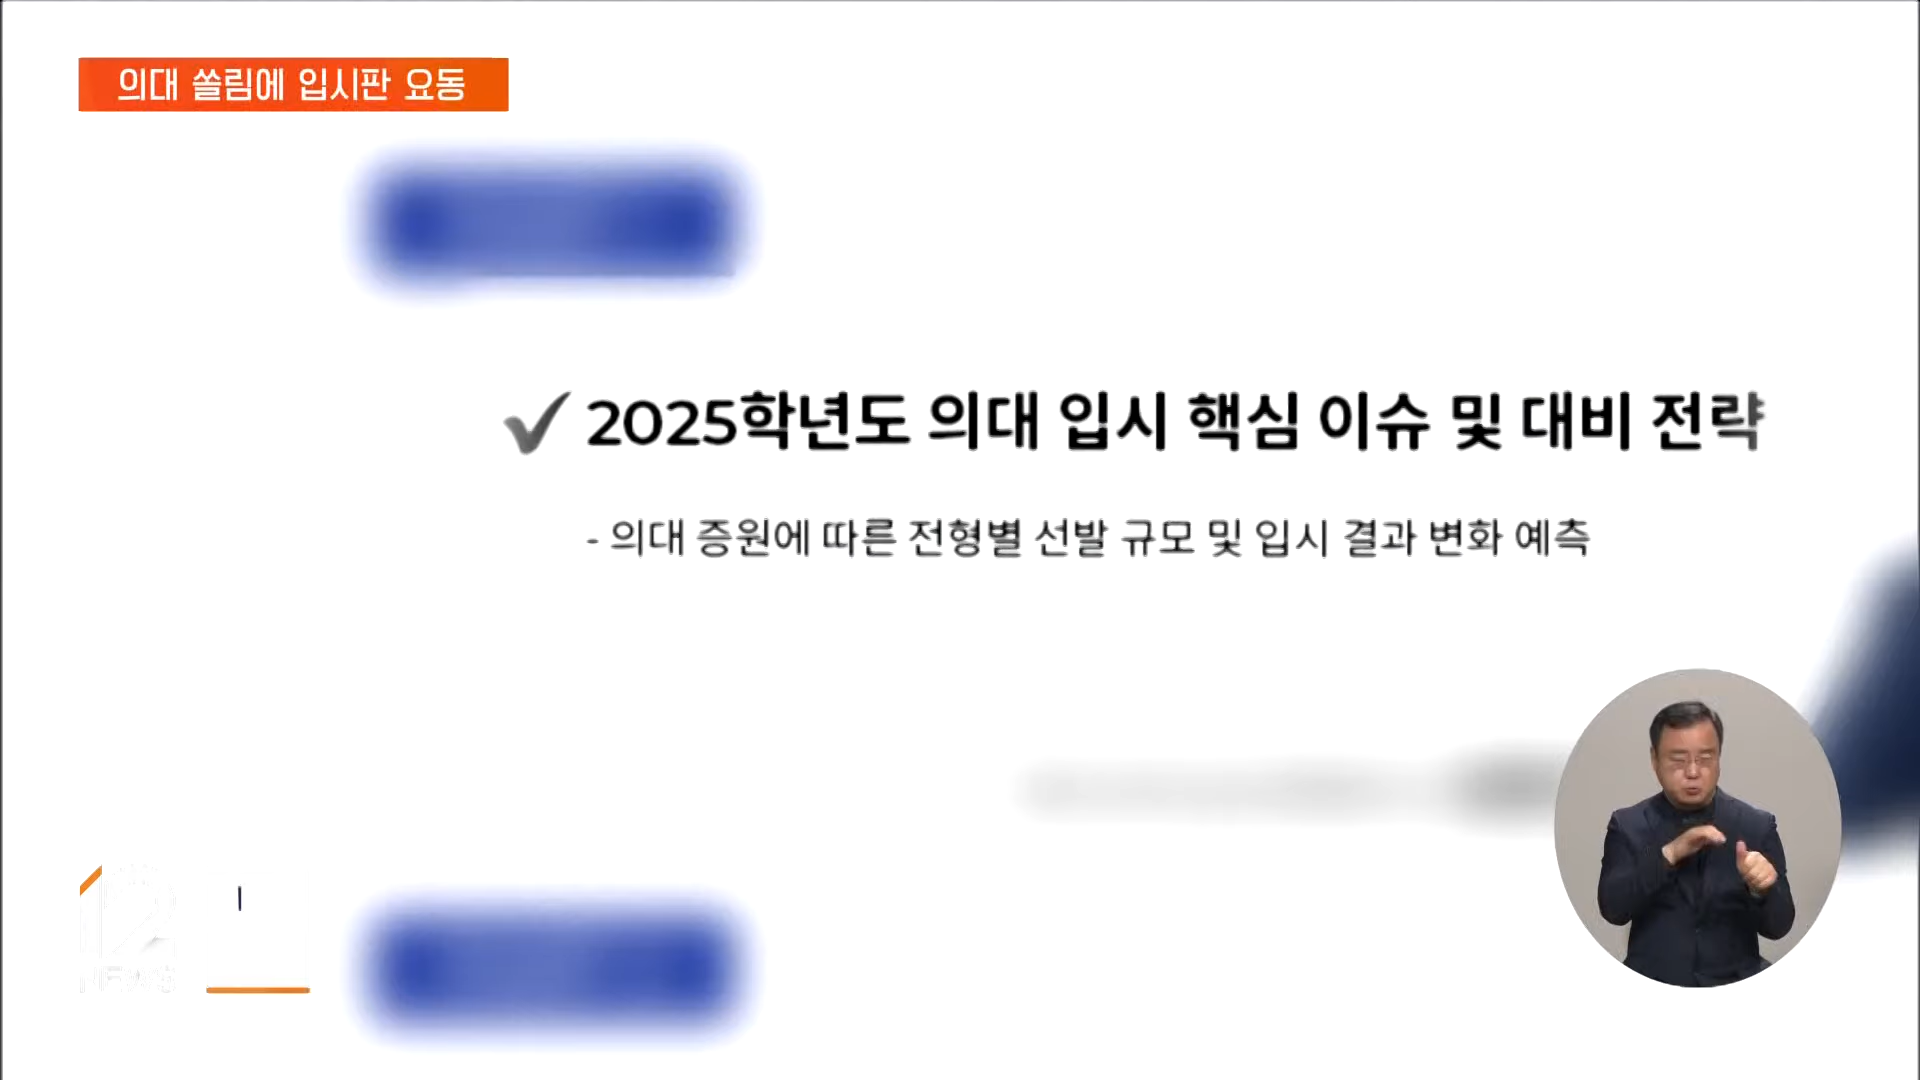 의대 쏠림에 입시판 요동
✓ 2025학년도 의대 입시 핵심 이슈 및 대비 전략
- 의대 증원에 따른 전형별 선발 규모 및 입시 결과 변화 예측
12